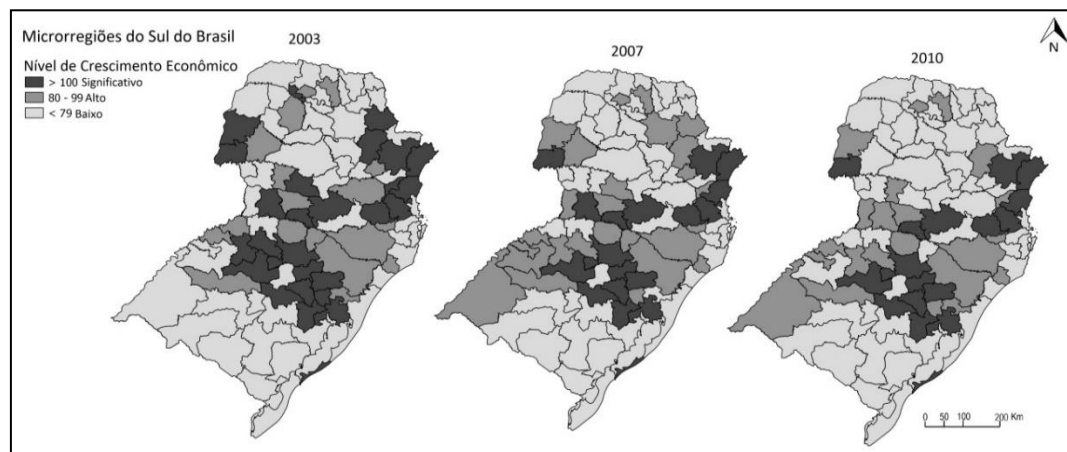 Microrregiões do Sul do Brasil
Nível de Crescimento Econômico
> 100 Significativo
80 - 99 Alto
< 79 Baixo
2003
2007
2010
N
0 50 100 200 Km